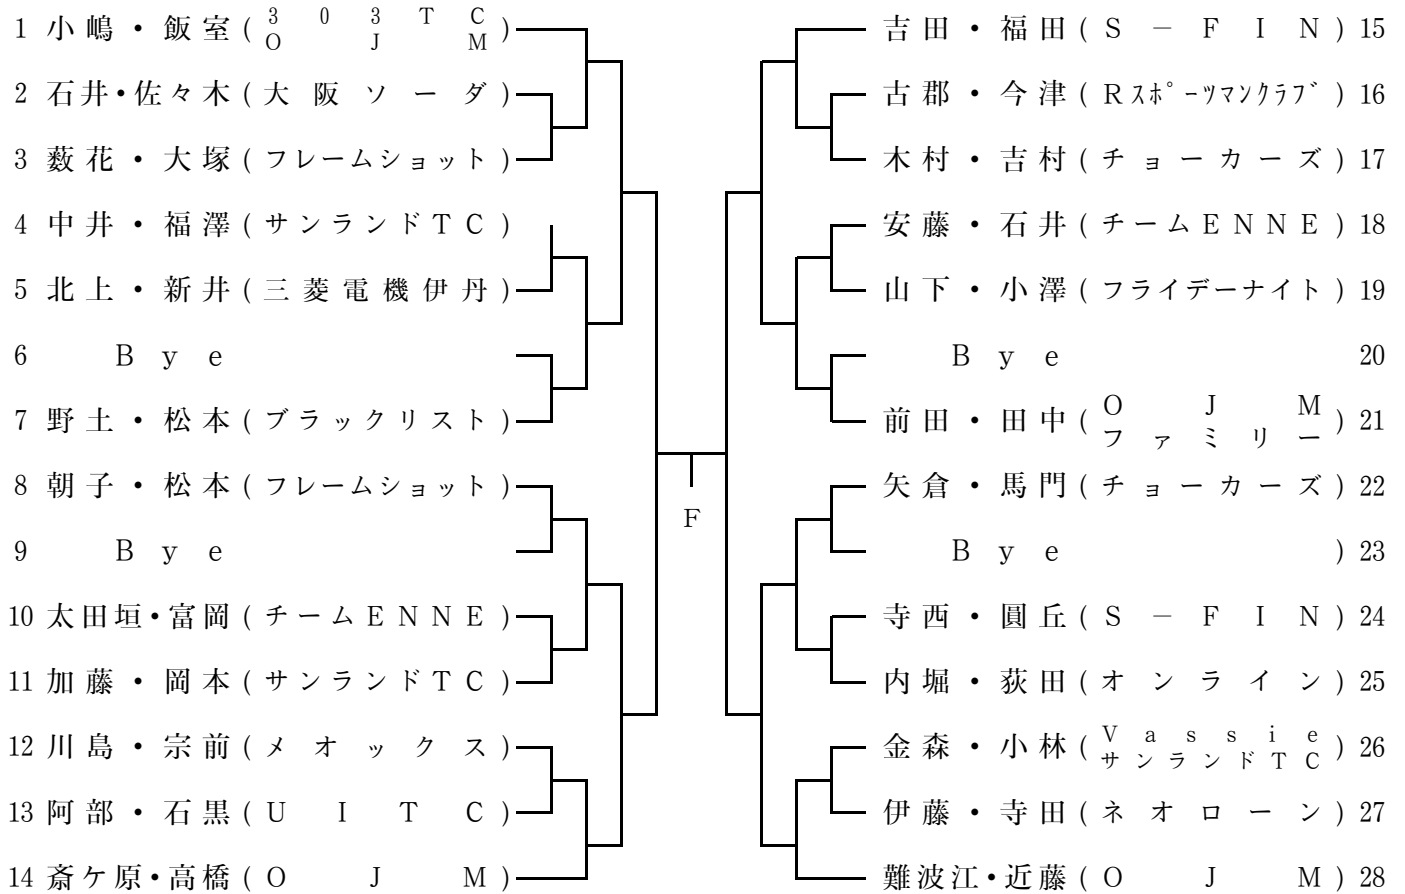 1 小嶋・飯室(303TC OJM)
2 石井・佐々木(大阪ソーダ)
3 薮花・大塚(フレームショット)
4 中井・福澤(サンランドTC)
5 北上・新井(三菱電機伊丹)
6 Bye
7 野土・松本(ブラックリスト)
8 朝子・松本(フレームショット)
9 Bye
10 太田垣・富岡(チームENNE)
11 加藤・岡本(サンランドTC)
12 川島・宗前(メオックス)
13 阿部・石黒(UITC)
14 斎ケ原・高橋(OJM)
F
吉田・福田(S－FIN) 15
古郡・今津(Rスポーツマンクラブ) 16
木村・吉村(チョーカーズ) 17
安藤・石井(チームENNE) 18
山下・小澤(フライデーナイト) 19
Bye 20
前田・田中(OJM ファミリー) 21
矢倉・馬門(チョーカーズ) 22
Bye ) 23
寺西・圓丘(S－FIN) 24
内堀・荻田(オンライン) 25
金森・小林(Vassie サンランドTC) 26
伊藤・寺田(ネオローン) 27
難波江・近藤(OJM) 28